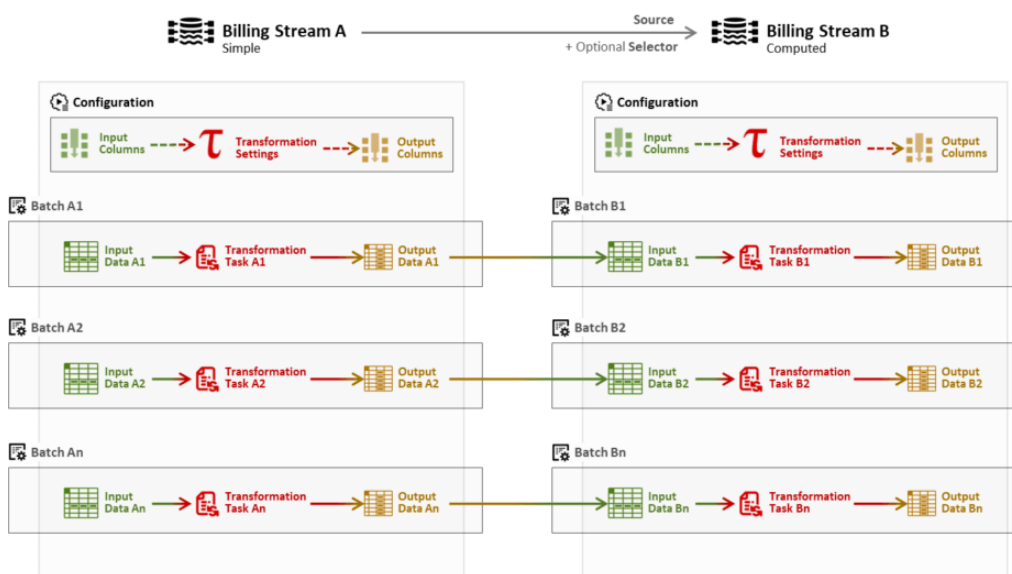 Billing Stream A
Simple
Source
+ Optional Selector
Billing Stream B
Computed
Configuration
Input
Columns
τ
Transformation
Settings
Output
Columns
Configuration
Input
Columns
τ
Transformation
Settings
Output
Columns
Batch A1
Input
Data A1
Transformation
Task A1
Output
Data A1
Batch B1
Input
Data B1
Transformation
Task B1
Output
Data B1
Batch A2
Input
Data A2
Transformation
Task A2
Output
Data A2
Batch B2
Input
Data B2
Transformation
Task B2
Output
Data B2
Batch An
Input
Data An
Transformation
Task An
Output
Data An
Batch Bn
Input
Data Bn
Transformation
Task Bn
Output
Data Bn